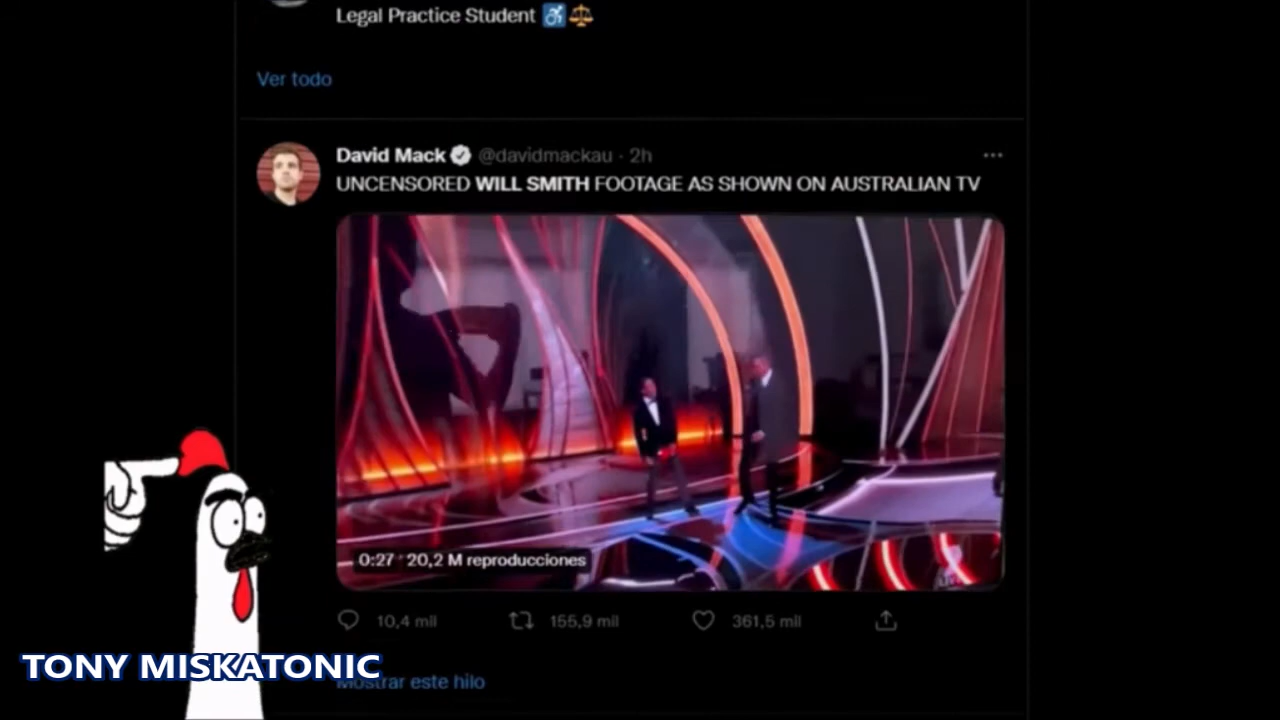 Legal Practice Student
Ver todo
David Mack @davidmackau · 2h
UNCENSORED WILL SMITH FOOTAGE AS SHOWN ON AUSTRALIAN TV
0:27 20,2 M reproducciones
10,4 mil 155,9 mil 361,5 mil
TONY MISKATONIC
Mostrar este hilo